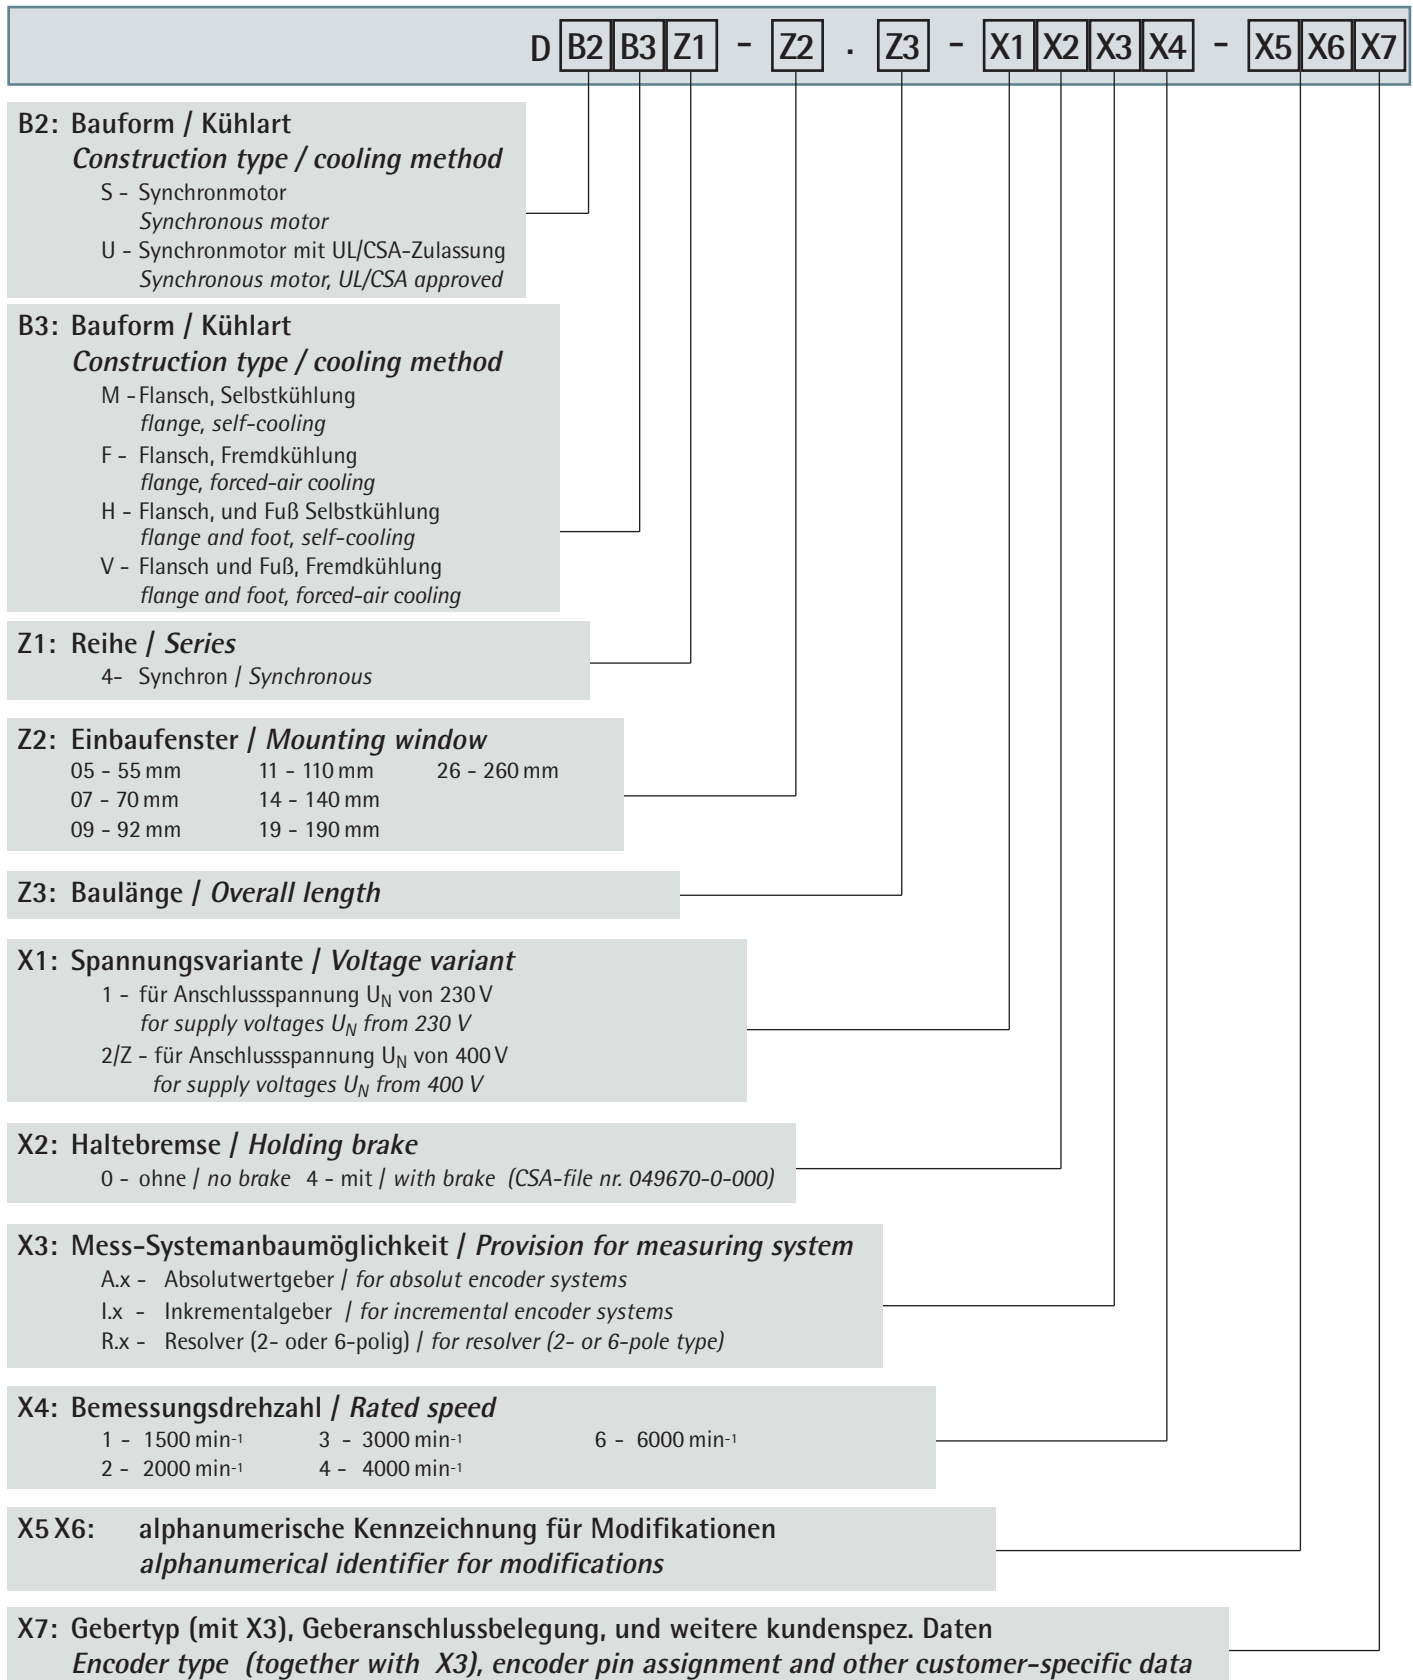 D B2 B3 Z1 - Z2 . Z3 - X1 X2 X3 X4 - X5 X6 X7
B2: Bauform / Kühlart
Construction type / cooling method
S - Synchronmotor
Synchronous motor
U - Synchronmotor mit UL/CSA-Zulassung
Synchronous motor, UL/CSA approved
B3: Bauform / Kühlart
Construction type / cooling method
M - Flansch, Selbstkühlung
flange, self-cooling
F - Flansch, Fremdkühlung
flange, forced-air cooling
H - Flansch, und Fuß Selbstkühlung
flange and foot, self-cooling
V - Flansch und Fuß, Fremdkühlung
flange and foot, forced-air cooling
Z1: Reihe / Series
4- Synchron / Synchronous
Z2: Einbaufenster / Mounting window
05 - 55 mm 11 - 110 mm 26 - 260 mm
07 - 70 mm 14 - 140 mm
09 - 92 mm 19 - 190 mm
Z3: Baulänge / Overall length
X1: Spannungsvariante / Voltage variant
1 - für Anschlussspannung UN von 230 V
for supply voltages UN from 230 V
2/Z - für Anschlussspannung UN von 400 V
for supply voltages UN from 400 V
X2: Haltebremse / Holding brake
0 - ohne / no brake 4 - mit / with brake (CSA-file nr. 049670-0-000)
X3: Mess-Systemanbaumöglichkeit / Provision for measuring system
A.x - Absolutwertgeber / for absolut encoder systems
I.x - Inkrementalgeber / for incremental encoder systems
R.x - Resolver (2- oder 6-polig) / for resolver (2- or 6-pole type)
X4: Bemessungsdrehzahl / Rated speed
1 - 1500 min-1 3 - 3000 min-1 6 - 6000 min-1
2 - 2000 min-1 4 - 4000 min-1
X5 X6: alphanumerische Kennzeichnung für Modifikationen
alphanumerical identifier for modifications
X7: Gebertyp (mit X3), Geberanschlussbelegung, und weitere kundenspez. Daten
Encoder type (together with X3), encoder pin assignment and other customer-specific data